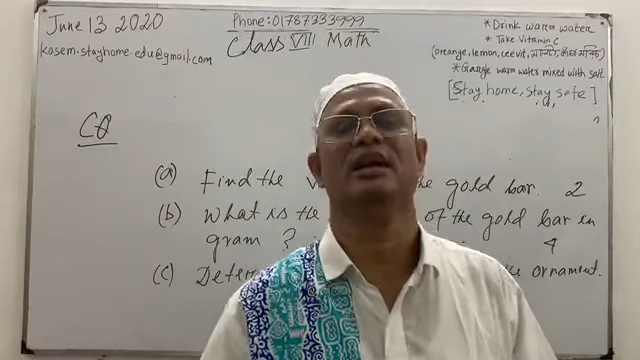 June 13 2020
kasem.stayhome.edu@gmail.com
Phone: 01787333999
Class VIII Math
* Drink warm water
* Take Vitamin C
(orange, lemon, ceevit,
* Gargle warm water mixed with salt
[Stay home, stay safe]
CQ
(a) Find the gold bar. 2
(b) What is the of the gold bar in
gram ? 4
(c) ornament.